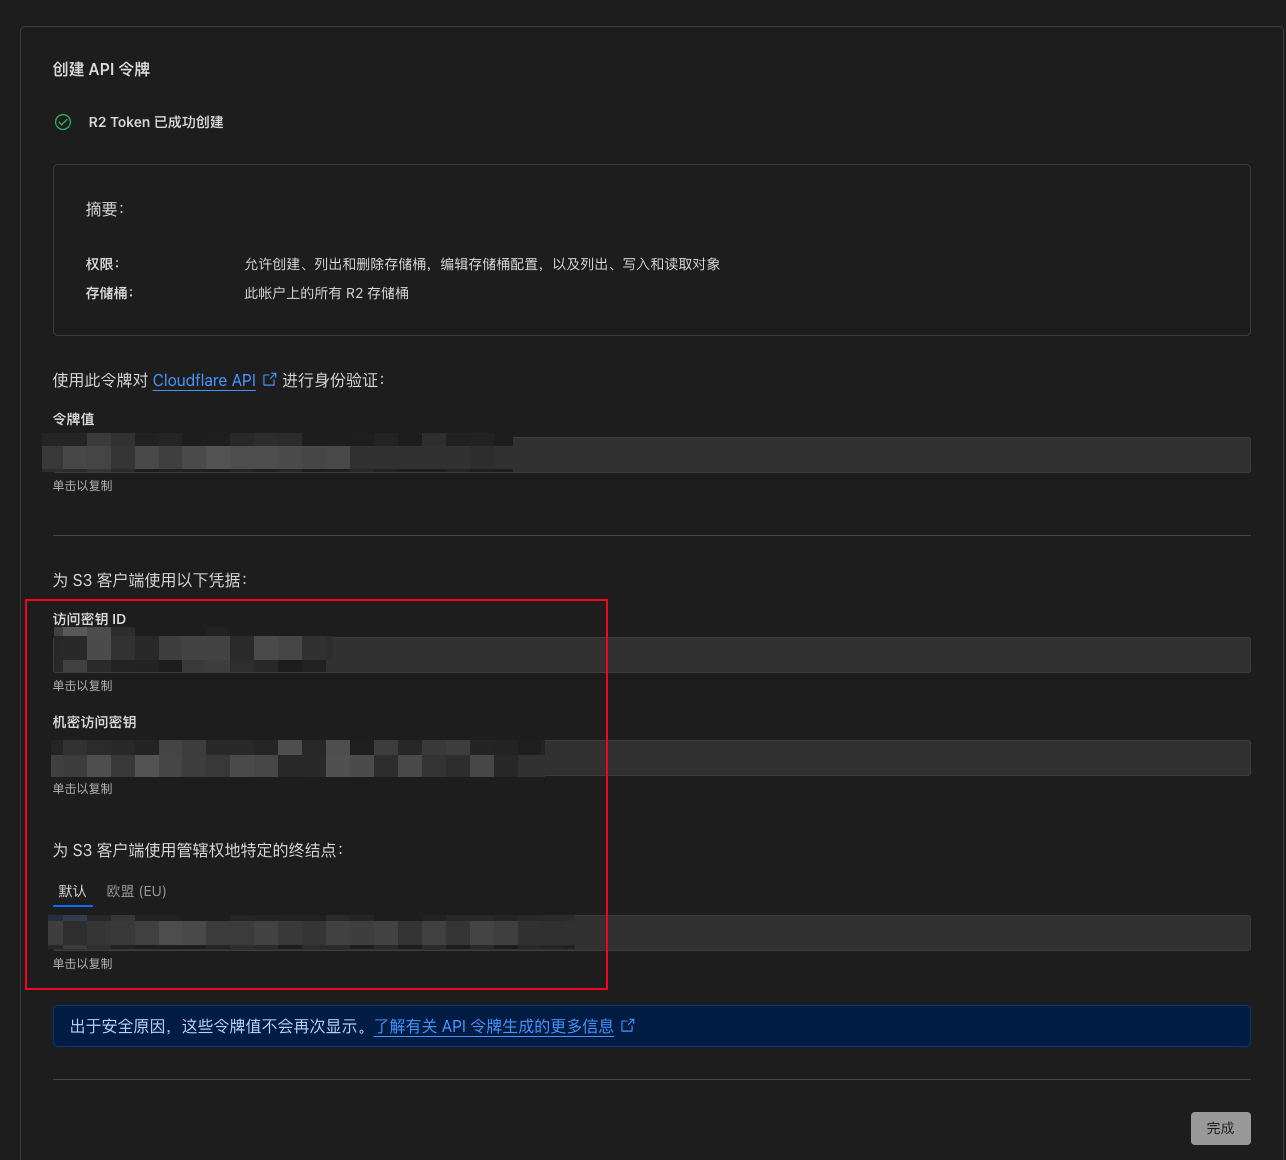 创建 API 令牌
R2 Token 已成功创建
摘要：
权限： 允许创建、列出和删除存储桶，编辑存储桶配置，以及列出、写入和读取对象
存储桶： 此帐户上的所有 R2 存储桶
使用此令牌对 Cloudflare API 进行身份验证：
令牌值
单击以复制
为 S3 客户端使用以下凭据：
访问密钥 ID
单击以复制
机密访问密钥
单击以复制
为 S3 客户端使用管辖权地特定的终结点：
默认 欧盟 (EU)
单击以复制
出于安全原因，这些令牌值不会再次显示。了解有关 API 令牌生成的更多信息
完成